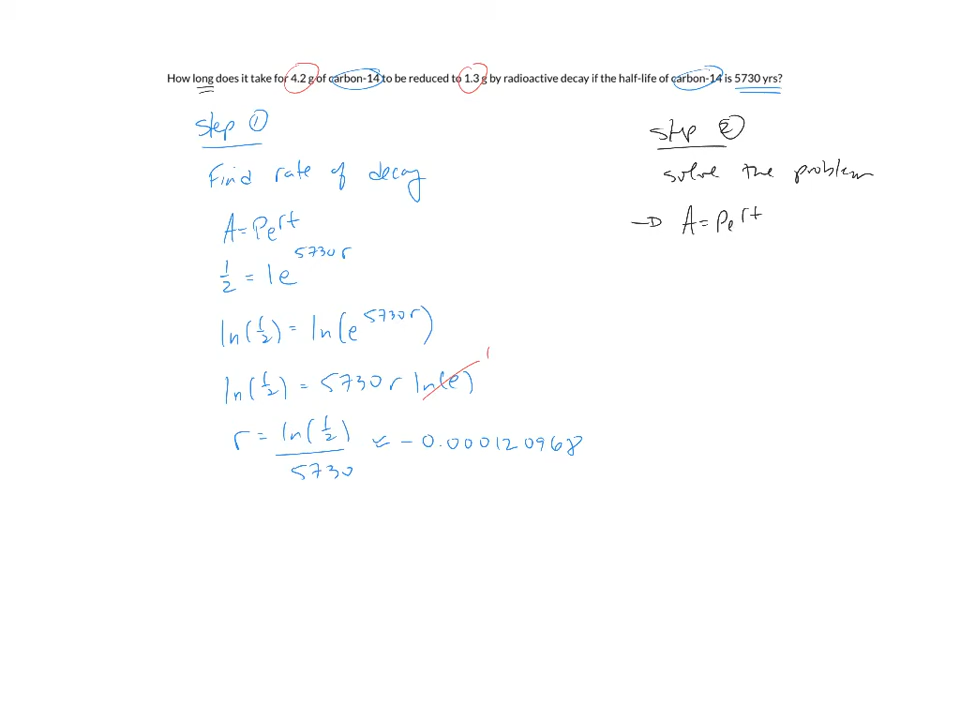 How long does it take for 4.2 g of carbon-14 to be reduced to 1.3 g by radioactive decay if the half-life of carbon-14 is 5730 yrs?
Step ①
Find rate of decay
A = Pe^rt
1/2 = 1e^5730r
ln(1/2) = ln(e^5730r)
ln(1/2) = 5730r ln(e) 1
r = ln(1/2)/5730 ≈ -0.000120968
Step ②
solve the problem
→ A = Pe^rt